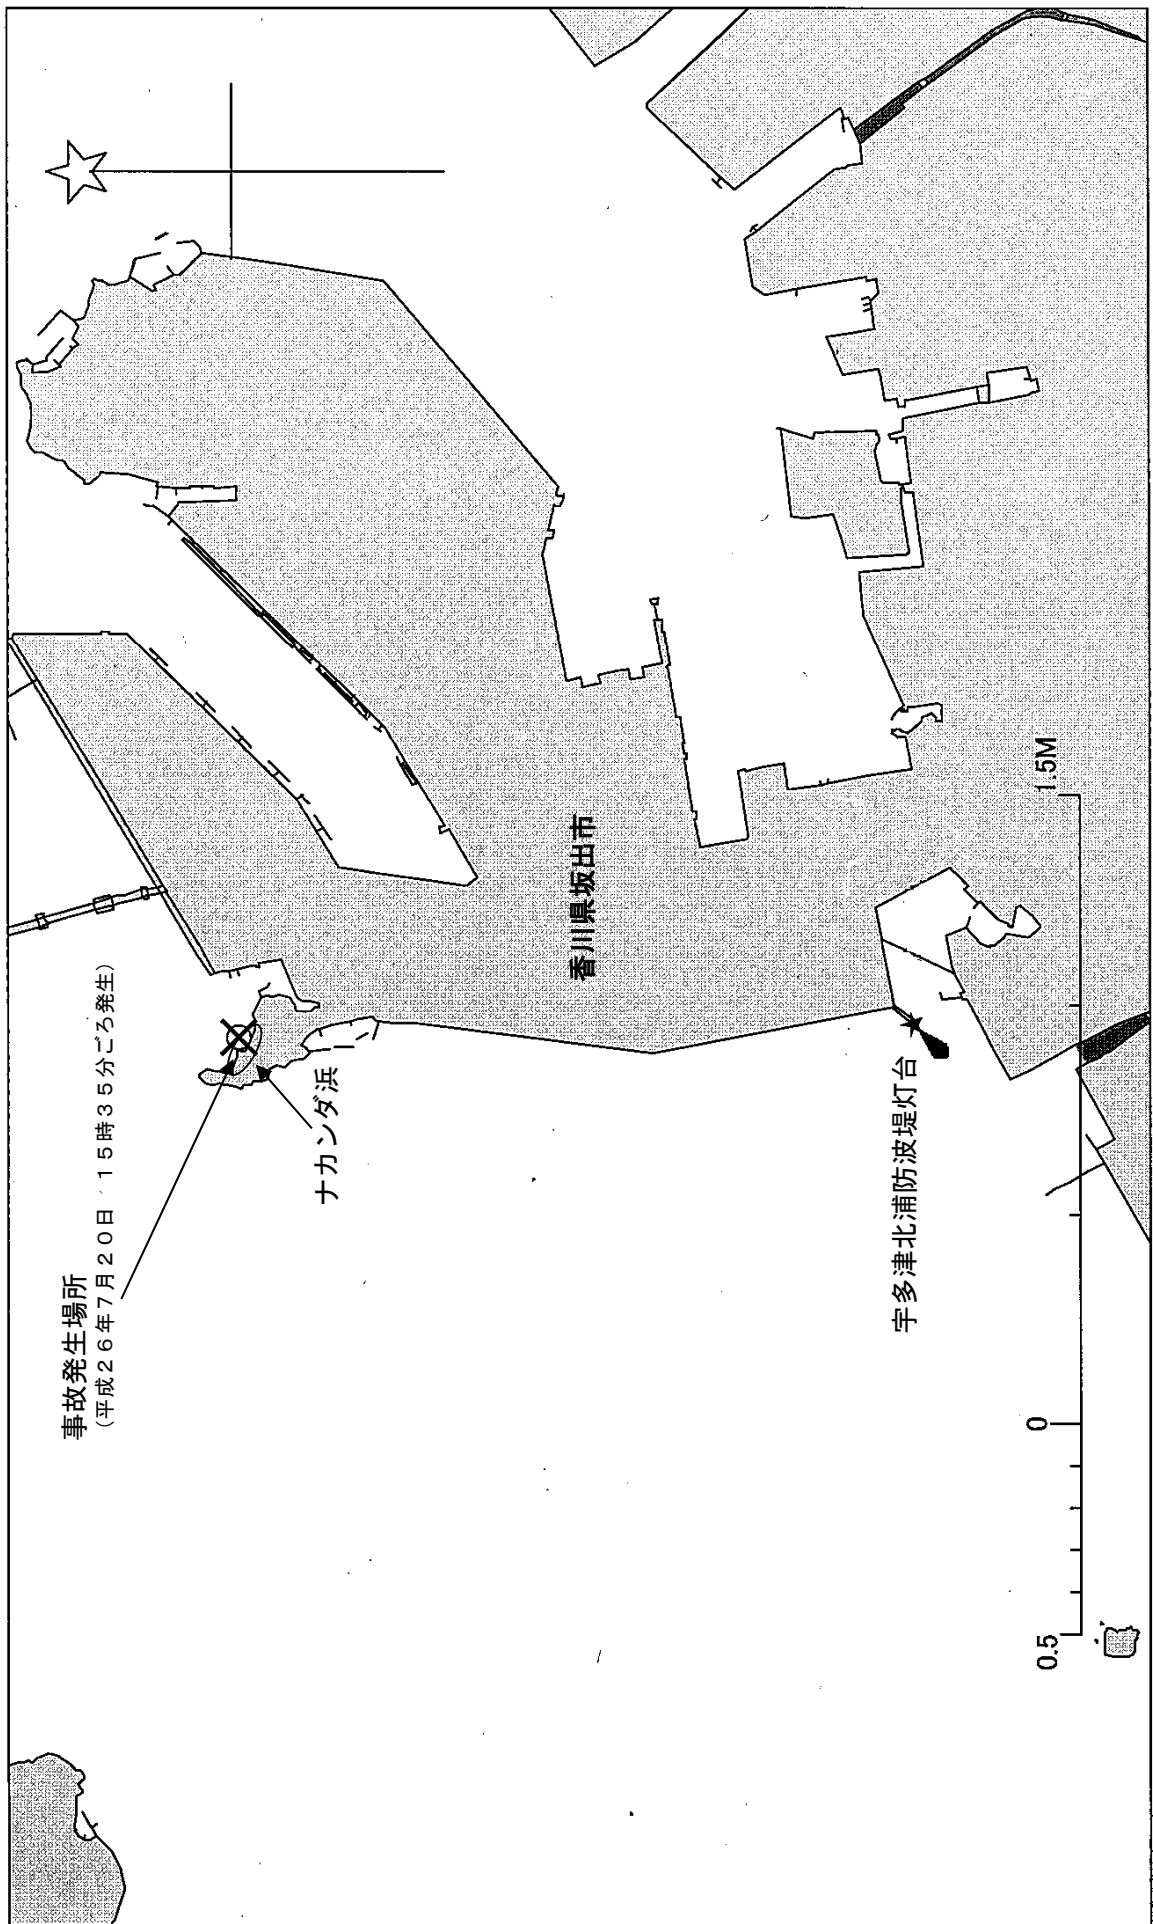 事故発生場所
(平成26年7月20日 15時35分ごろ発生)
ナカンダ浜
香川県坂出市
宇多津北浦防波堤灯台
0.5
0
1.5M